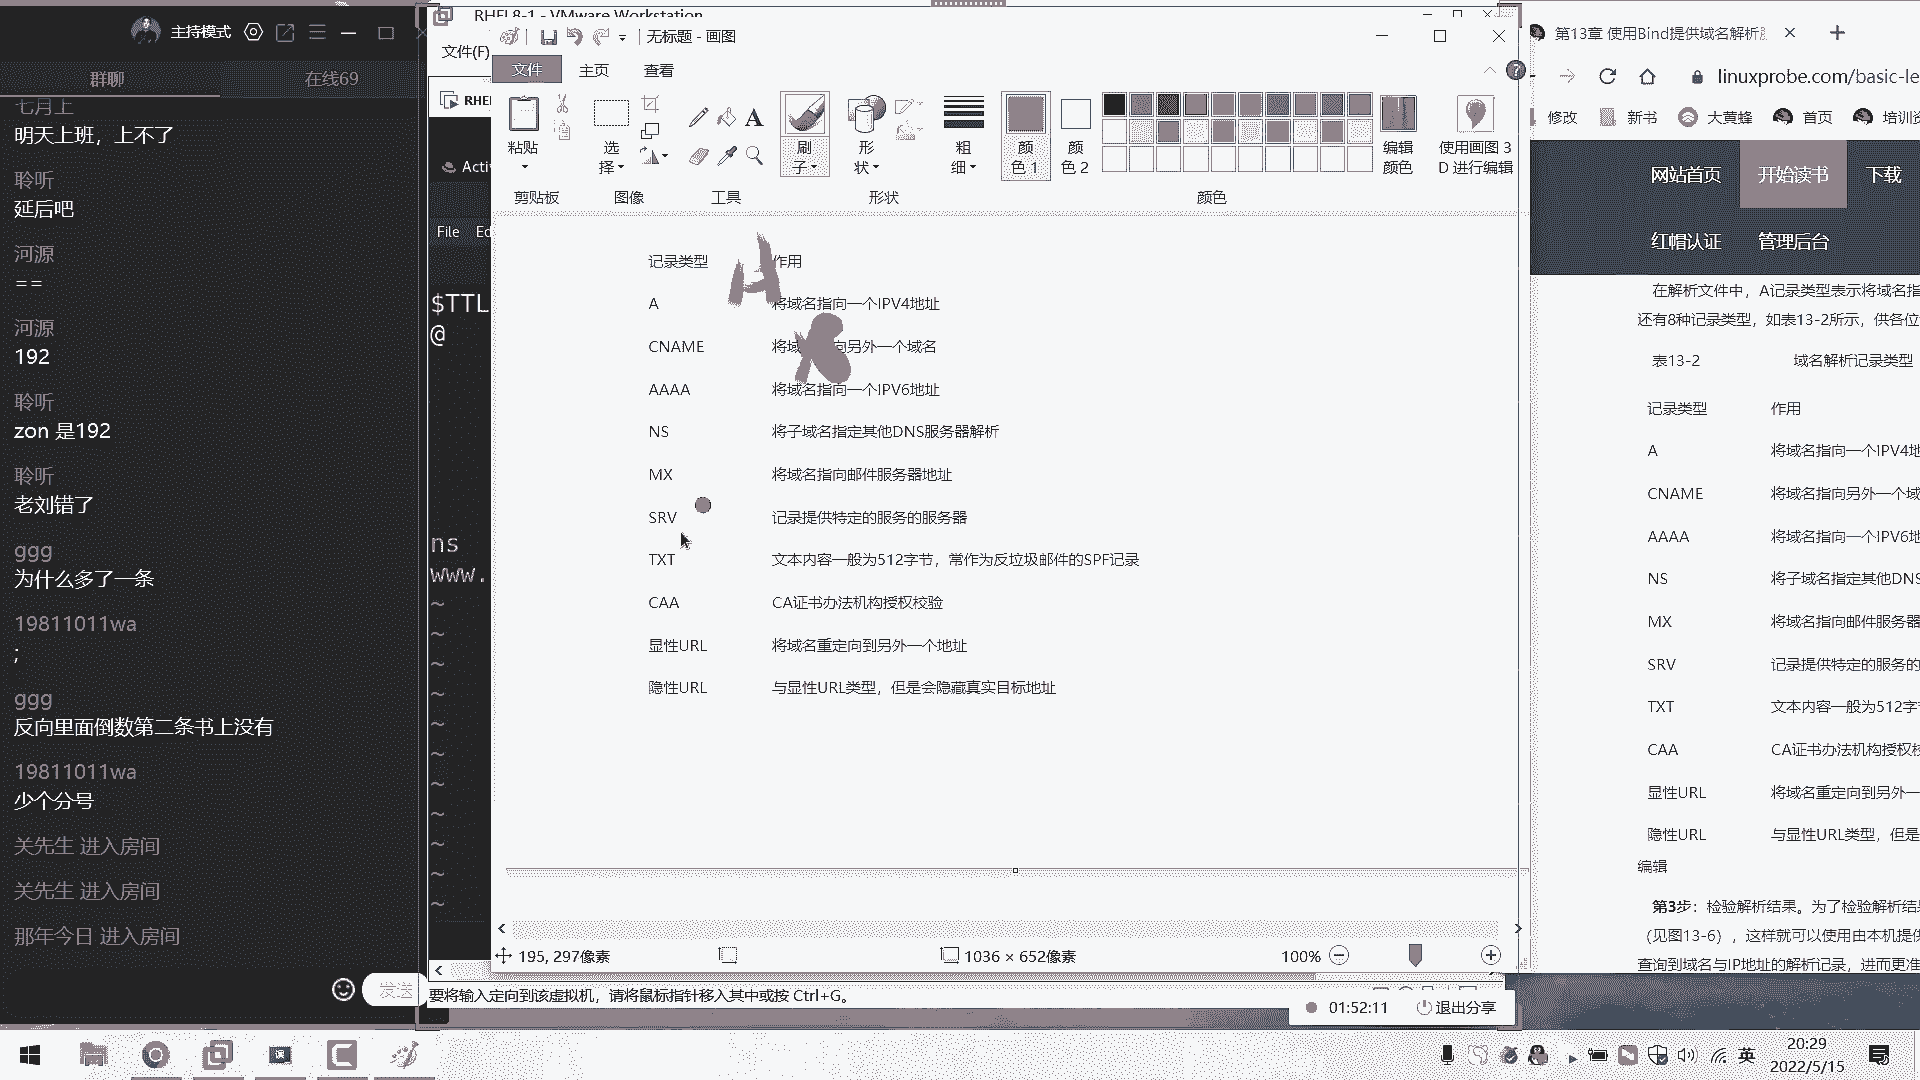 主持模式
群聊
在线69
七月上
明天上班，上不了
聆听
延后吧
河源
==
河源
192
聆听
zon 是192
聆听
老刘错了
ggg
为什么多了一条
19811011wa
;
ggg
反向里面倒数第二条书上没有
19811011wa
少个分号
关先生 进入房间
关先生 进入房间
那年今日 进入房间
发送
RHEL8-1 - VMware Workstation
文件(F)
RHE
Acti
File Ed
$TTL
@
ns
www.
~
~
~
~
~
~
~
~
~
~
~
要将输入定向到该虚拟机，请将鼠标指针移入其中或按 Ctrl+G。
无标题 - 画图
文件
主页
查看
粘贴
剪贴板
选择
图像
工具
刷子
形状
形状
粗细
颜色 1
颜色 2
颜色
编辑颜色
使用画图 3D 进行编辑
记录类型 作用
A 将域名指向一个IPV4地址
CNAME 将域 向另外一个域名
AAAA 将域名指向一个IPV6地址
NS 将子域名指定其他DNS服务器解析
MX 将域名指向邮件服务器地址
SRV 记录提供特定的服务的服务器
TXT 文本内容一般为512字节，常作为反垃圾邮件的SPF记录
CAA CA证书办法机构授权校验
显性URL 将域名重定向到另外一个地址
隐性URL 与显性URL类型，但是会隐藏真实目标地址
195, 297像素
1036 × 652像素
100%
01:52:11
退出分享
第13章 使用Bind提供域名解析
linuxprobe.com/basic-le
修改
新书
大黄蜂
首页
培训资
网站首页
开始读书
下载
红帽认证
管理后台
在解析文件中，A记录类型表示将域名指
还有8种记录类型，如表13-2所示，供各位
表13-2 域名解析记录类型
记录类型 作用
A 将域名指向一个IPV4地
CNAME 将域名指向另外一个域
AAAA 将域名指向一个IPV6地
NS 将子域名指定其他DNS
MX 将域名指向邮件服务器
SRV 记录提供特定的服务的
TXT 文本内容一般为512字
CAA CA证书办法机构授权校
显性URL 将域名重定向到另外一
隐性URL 与显性URL类型，但是
编辑
第3步：检验解析结果。为了检验解析结果
(见图13-6），这样就可以使用由本机提供
查询到域名与IP地址的解析记录，进而更准
英
20:29
2022/5/15